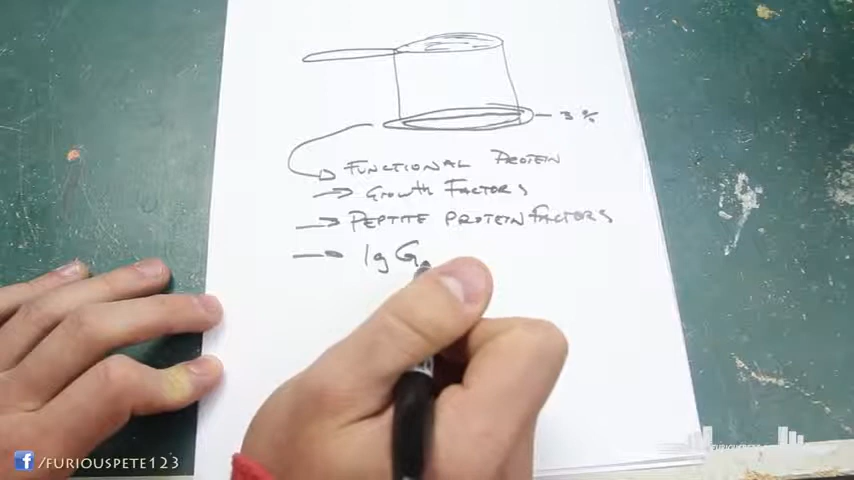 3%
FUNCTIONAL PROTEIN
GROWTH FACTORS
PEPTITE PROTEIN FACTORS
IgG
/FURIOUSPETE123